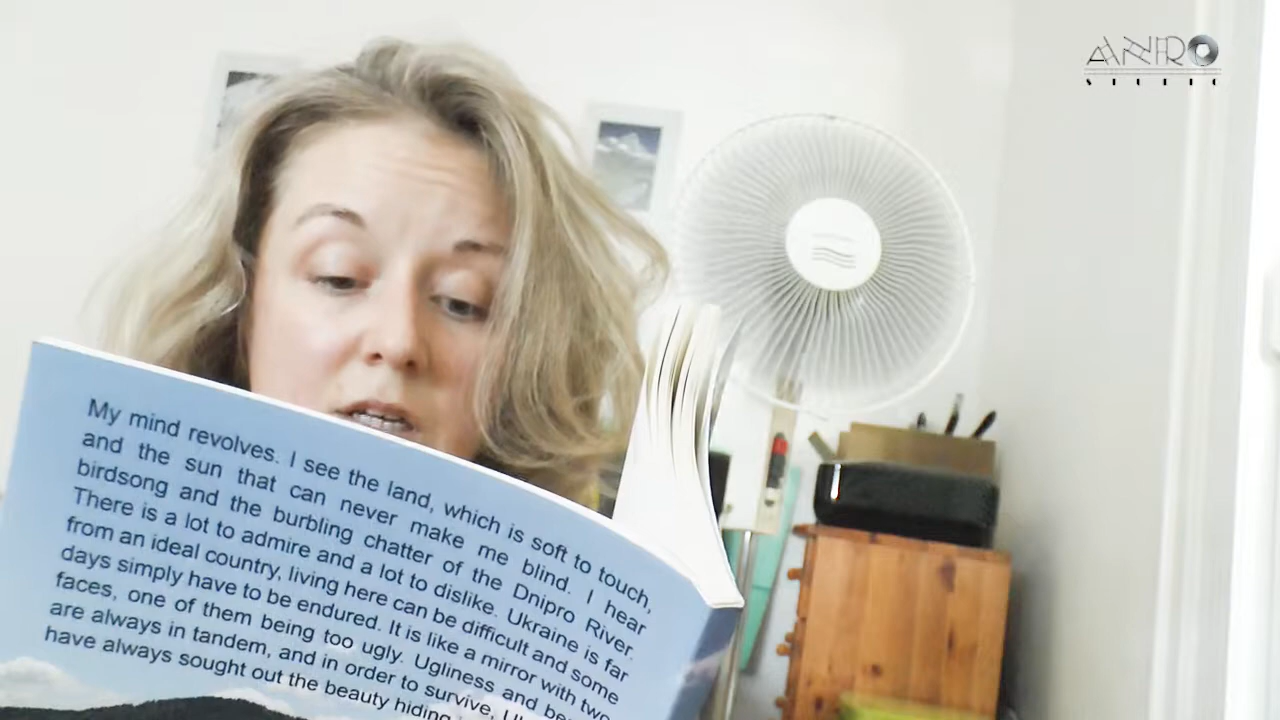 ANRO
STUDIO
My mind revolves. I see the land, which is soft to touch,
and the sun that can never make me blind. I hear
birdsong and the burbling chatter of the Dnipro River.
There is a lot to admire and a lot to dislike. Ukraine is far
from an ideal country, living here can be difficult and some
days simply have to be endured. It is like a mirror with two
faces, one of them being too ugly. Ugliness and
are always in tandem, and in order to survive,
have always sought out the beauty hiding